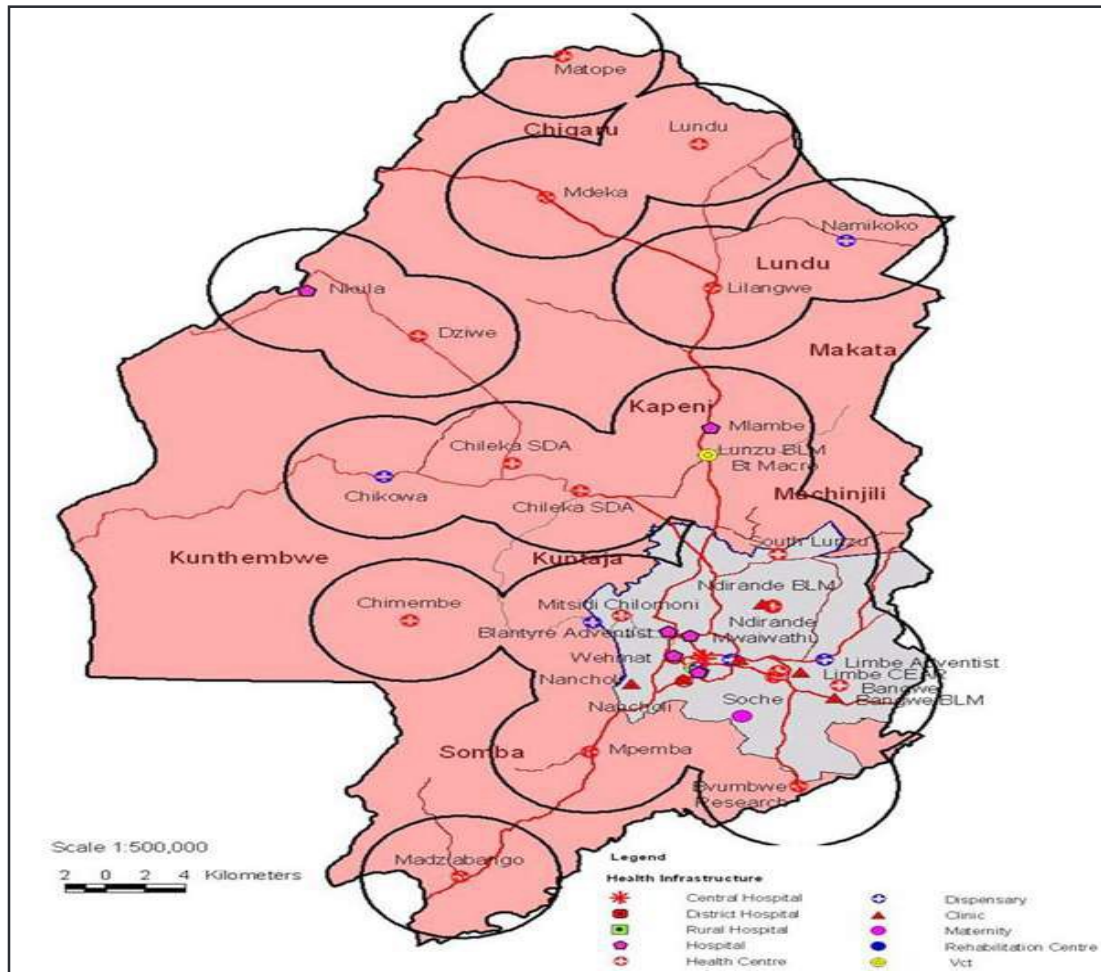 Matope
Chigaru
Lundu
Mdeka
Namikoko
Lundu
Nkula
Lilangwe
Dziwe
Makata
Kapeni
Mlambe
Chileka SDA
Lunzu BLM
Bt Macro
Chikowa
Chileka SDA
Machinjili
South Lunzu
Kunthembwe
Kuntaja
Ndirande BLM
Chimembe
Mitsidi Chilomoni
Ndirande
Blantyre Adventist
Mwaiwathu
Wehmat
Limbe Adventist
Limbe CEAR
Nancholi
Bangwe
Soche
Bangwe BLM
Nancholi
Somba
Mpemba
Bvumbwe
Research
Scale 1:500,000
2 0 2 4 Kilometers
Madziabango
Legend
Health Infrastructure
Central Hospital
District Hospital
Rural Hospital
Hospital
Health Centre
Dispensary
Clinic
Maternity
Rehabilitation Centre
Vct